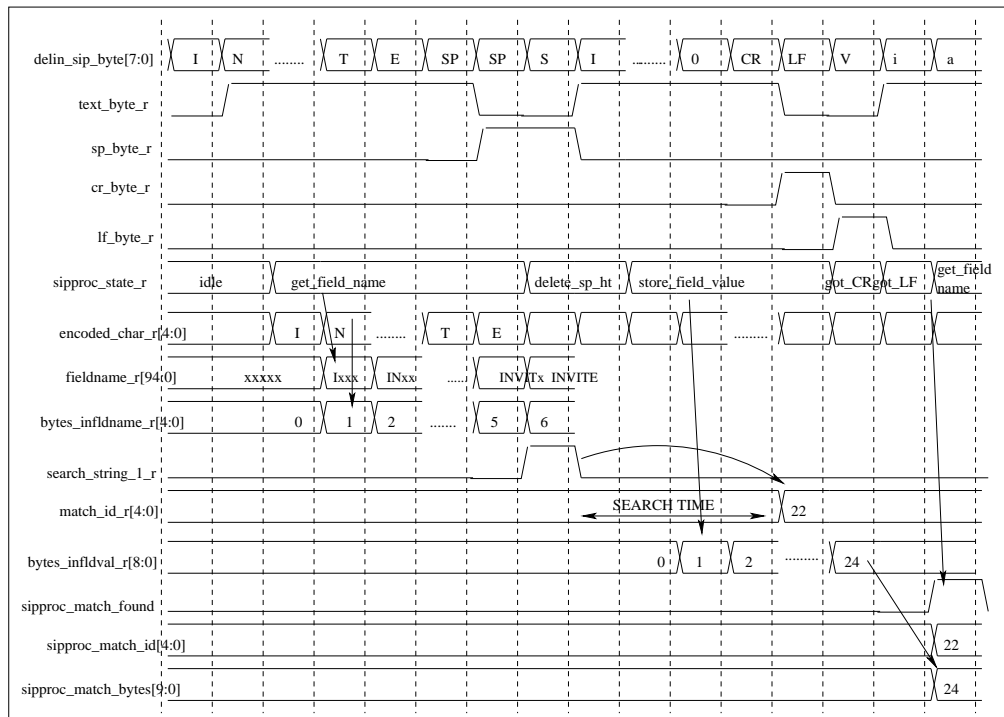 delin_sip_byte[7:0] I N ........ T E SP SP S I ........ 0 CR LF V i a
text_byte_r
sp_byte_r
cr_byte_r
lf_byte_r
sipproc_state_r idle get_field_name delete_sp_ht store_field_value got_CR got_LF get_field
name
encoded_char_r[4:0] I N ........ T E ........
fieldname_r[94:0] xxxxx Ixxx INxx ...... INVITx INVITE
bytes_infldname_r[4:0] 0 1 2 ........ 5 6
search_string_1_r
match_id_r[4:0] SEARCH TIME 22
bytes_infldval_r[8:0] 0 1 2 ......... 24
sipproc_match_found
sipproc_match_id[4:0] 22
sipproc_match_bytes[9:0] 24